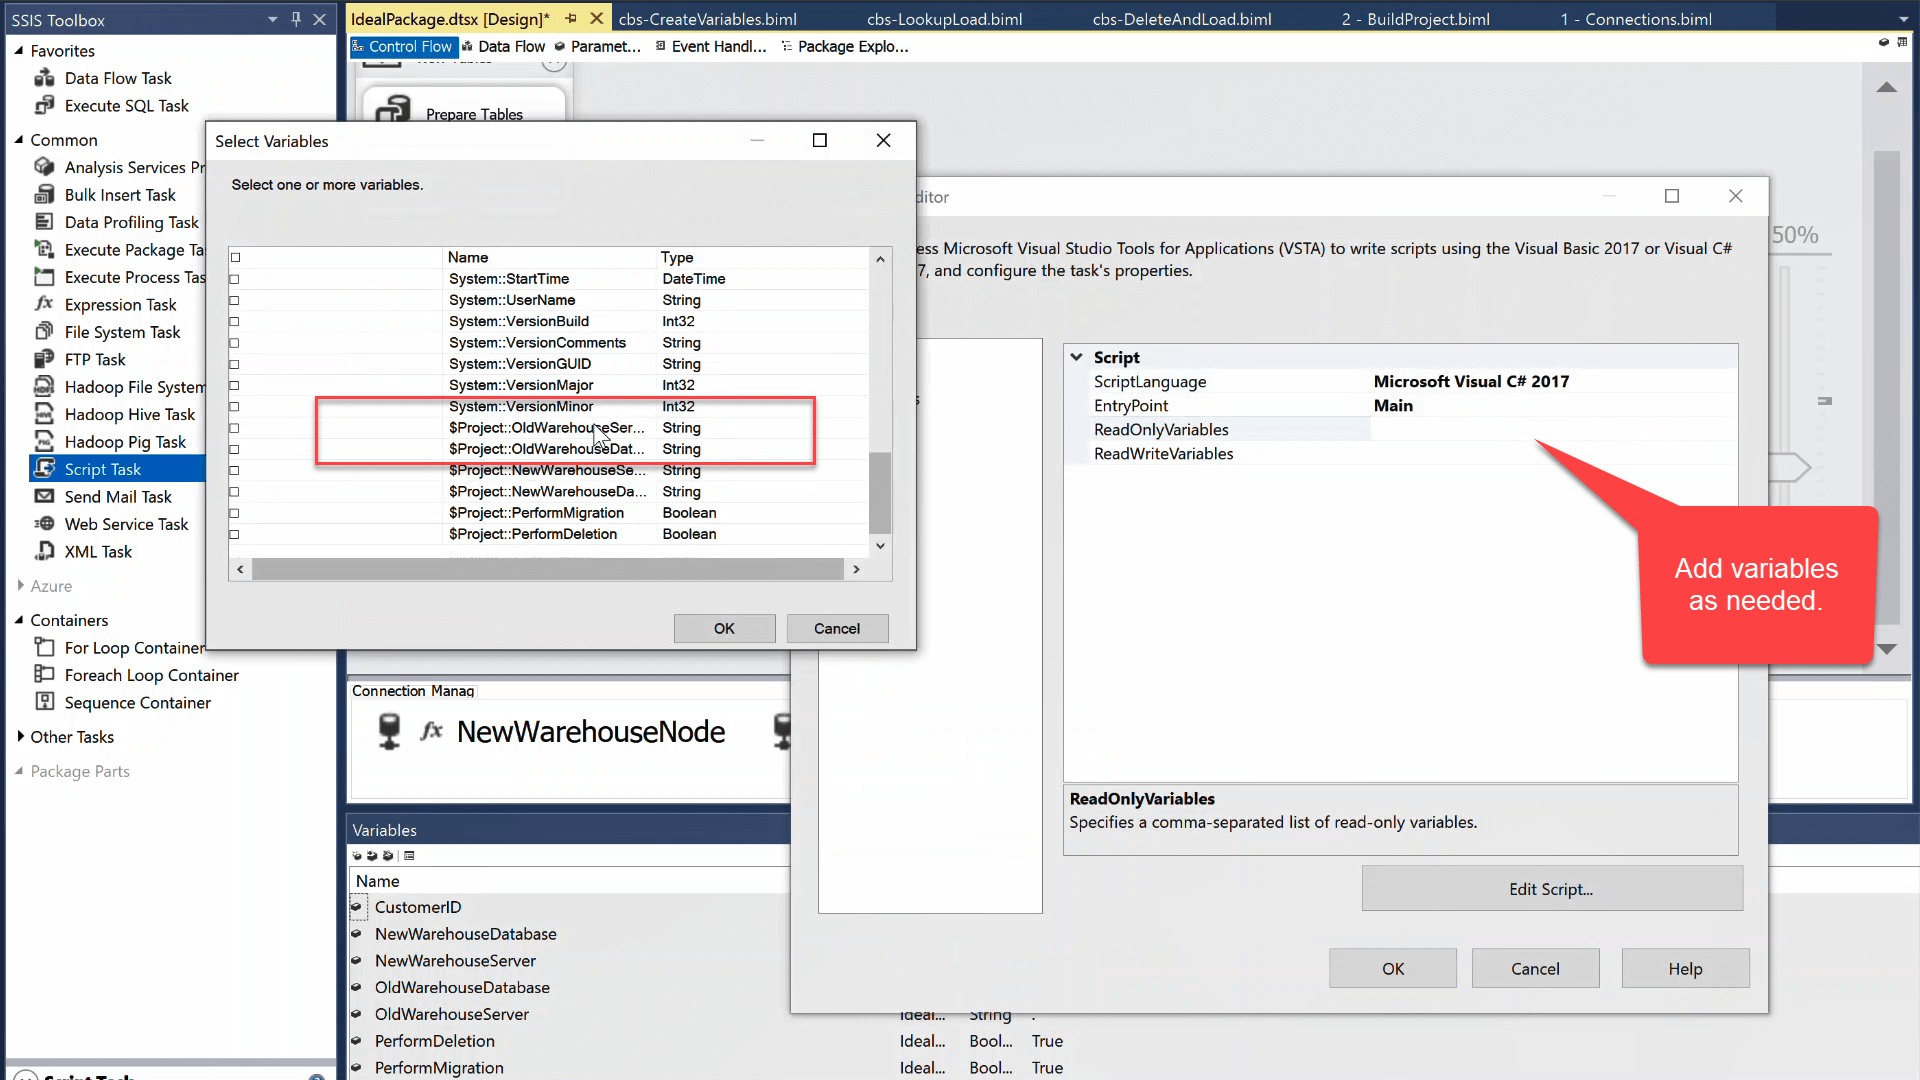 SSIS Toolbox
Favorites
Data Flow Task
Execute SQL Task
Common
Analysis Services Pr
Bulk Insert Task
Data Profiling Task
Execute Package Ta
Execute Process Tas
Expression Task
File System Task
FTP Task
Hadoop File System
Hadoop Hive Task
Hadoop Pig Task
Script Task
Send Mail Task
Web Service Task
XML Task
Azure
Containers
For Loop Container
Foreach Loop Container
Sequence Container
Other Tasks
Package Parts
Script Task
IdealPackage.dtsx [Design]*
cbs-CreateVariables.biml
cbs-LookupLoad.biml
cbs-DeleteAndLoad.biml
2 - BuildProject.biml
1 - Connections.biml
Control Flow
Data Flow
Paramet...
Event Handl...
Package Explo...
Prepare Tables
Select Variables
Select one or more variables.
Name Type
System::StartTime DateTime
System::UserName String
System::VersionBuild Int32
System::VersionComments String
System::VersionGUID String
System::VersionMajor Int32
System::VersionMinor Int32
$Project::OldWarehouseSer... String
$Project::OldWarehouseDat... String
$Project::NewWarehouseSe... String
$Project::NewWarehouseDa... String
$Project::PerformMigration Boolean
$Project::PerformDeletion Boolean
OK
Cancel
ditor
ess Microsoft Visual Studio Tools for Applications (VSTA) to write scripts using the Visual Basic 2017 or Visual C#
7, and configure the task's properties.
50%
Script
ScriptLanguage Microsoft Visual C# 2017
EntryPoint Main
ReadOnlyVariables
ReadWriteVariables
Add variables
as needed.
ReadOnlyVariables
Specifies a comma-separated list of read-only variables.
Edit Script...
OK
Cancel
Help
Connection Manag
fx NewWarehouseNode
Variables
Name
CustomerID
NewWarehouseDatabase
NewWarehouseServer
OldWarehouseDatabase
OldWarehouseServer Ideal... String .
PerformDeletion Ideal... Bool... True
PerformMigration Ideal... Bool... True